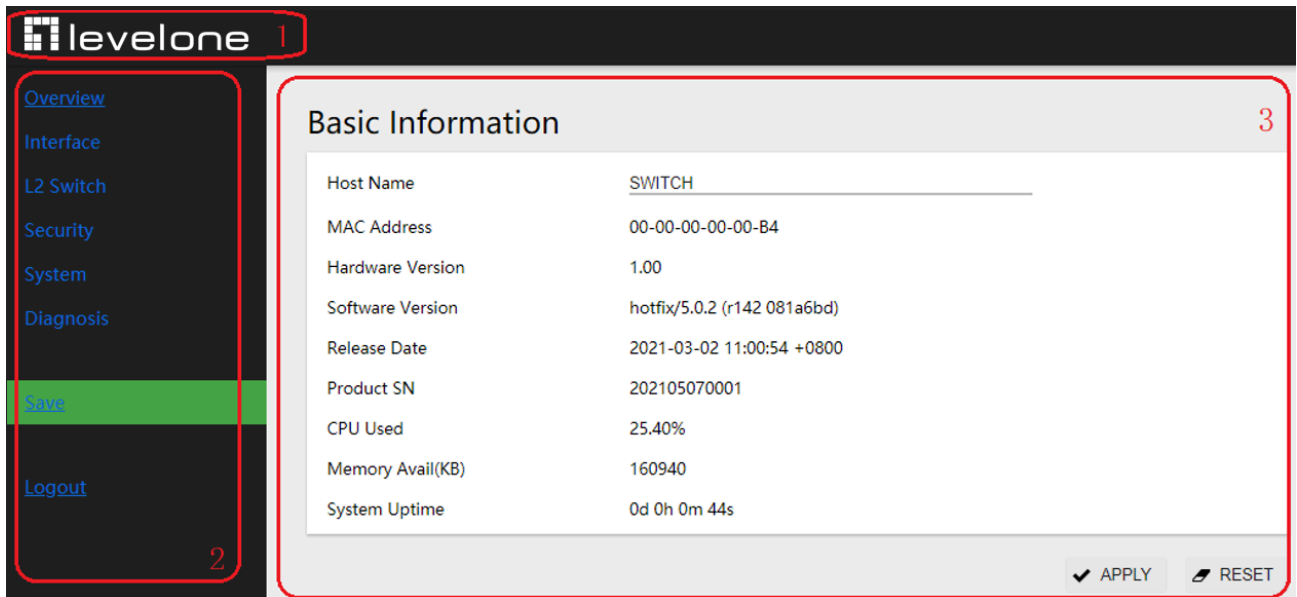 levelone 1
Overview
Interface
L2 Switch
Security
System
Diagnosis
Save
Logout
2
Basic Information 3
Host Name SWITCH
MAC Address 00-00-00-00-00-B4
Hardware Version 1.00
Software Version hotfix/5.0.2 (r142 081a6bd)
Release Date 2021-03-02 11:00:54 +0800
Product SN 202105070001
CPU Used 25.40%
Memory Avail(KB) 160940
System Uptime 0d 0h 0m 44s
APPLY RESET